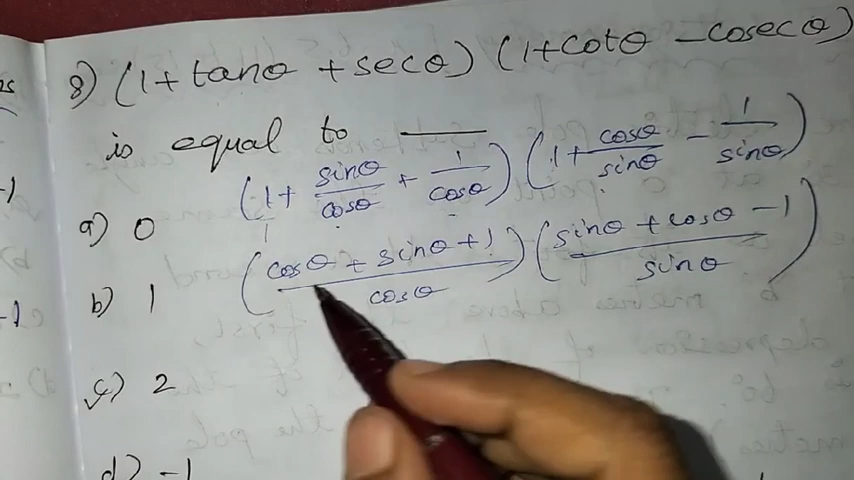 8) (1+tanθ +secθ) (1+cotθ -cosecθ)
is equal to ____
(1+ sinθ/cosθ + 1/cosθ) (1+ cosθ/sinθ - 1/sinθ)
a) 0
(cosθ + sinθ +1/cosθ) (sinθ + cosθ -1/sinθ)
b) 1
c) 2
d) -1